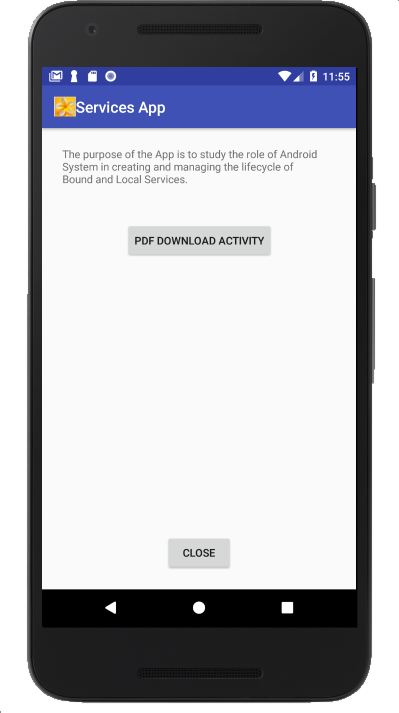 11:55
Services App
The purpose of the App is to study the role of Android
System in creating and managing the lifecycle of
Bound and Local Services.
PDF DOWNLOAD ACTIVITY
CLOSE